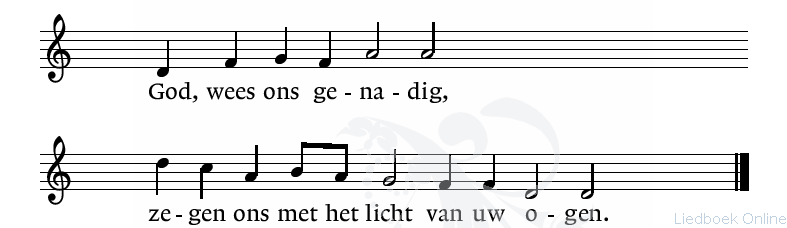 God, wees ons ge - na - dig,
ze - gen ons met het licht van uw o - gen.
Liedboek Online